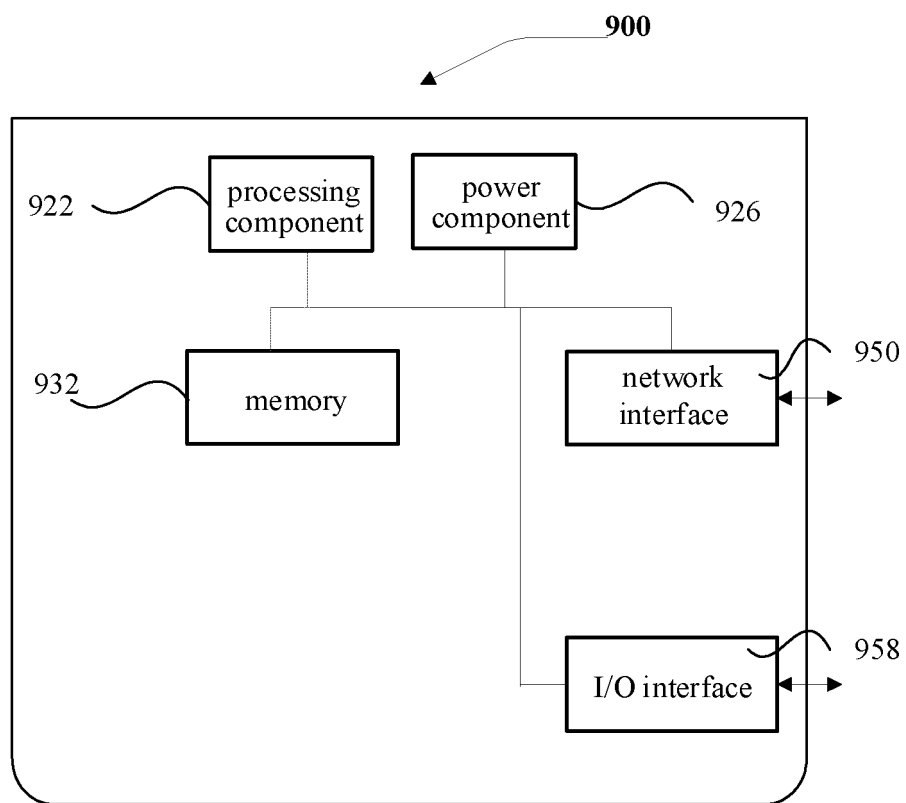 900
922
processing
component
power
component
926
932
memory
network
interface
950
I/O interface
958